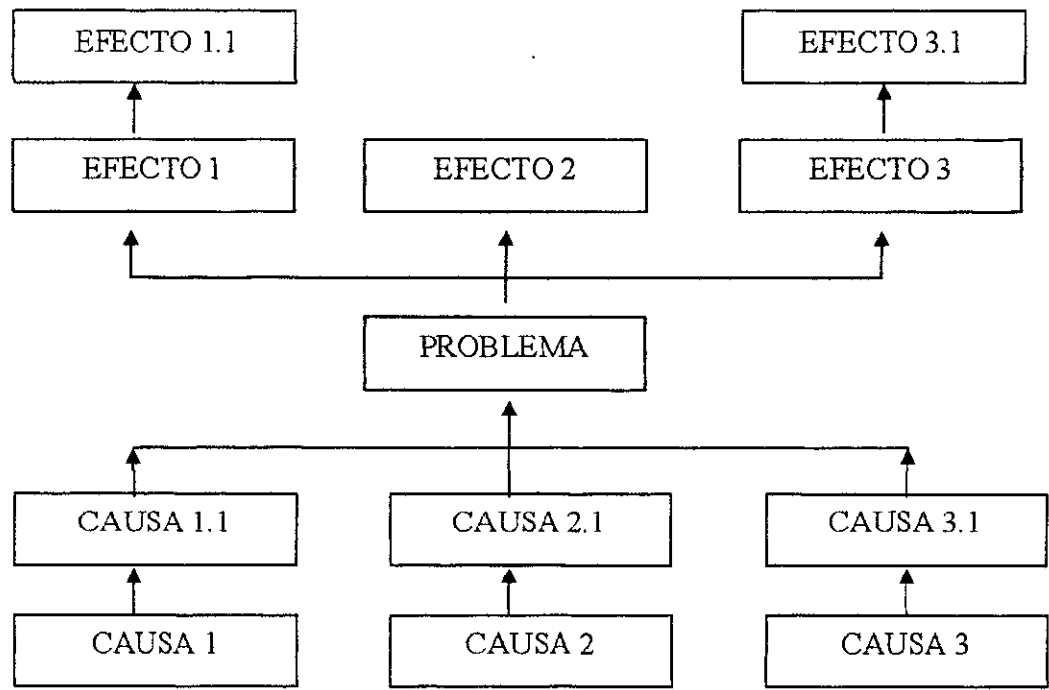 EFECTO 1.1
EFECTO 3.1
EFECTO 1
EFECTO 2
EFECTO 3
PROBLEMA
CAUSA 1.1
CAUSA 2.1
CAUSA 3.1
CAUSA 1
CAUSA 2
CAUSA 3